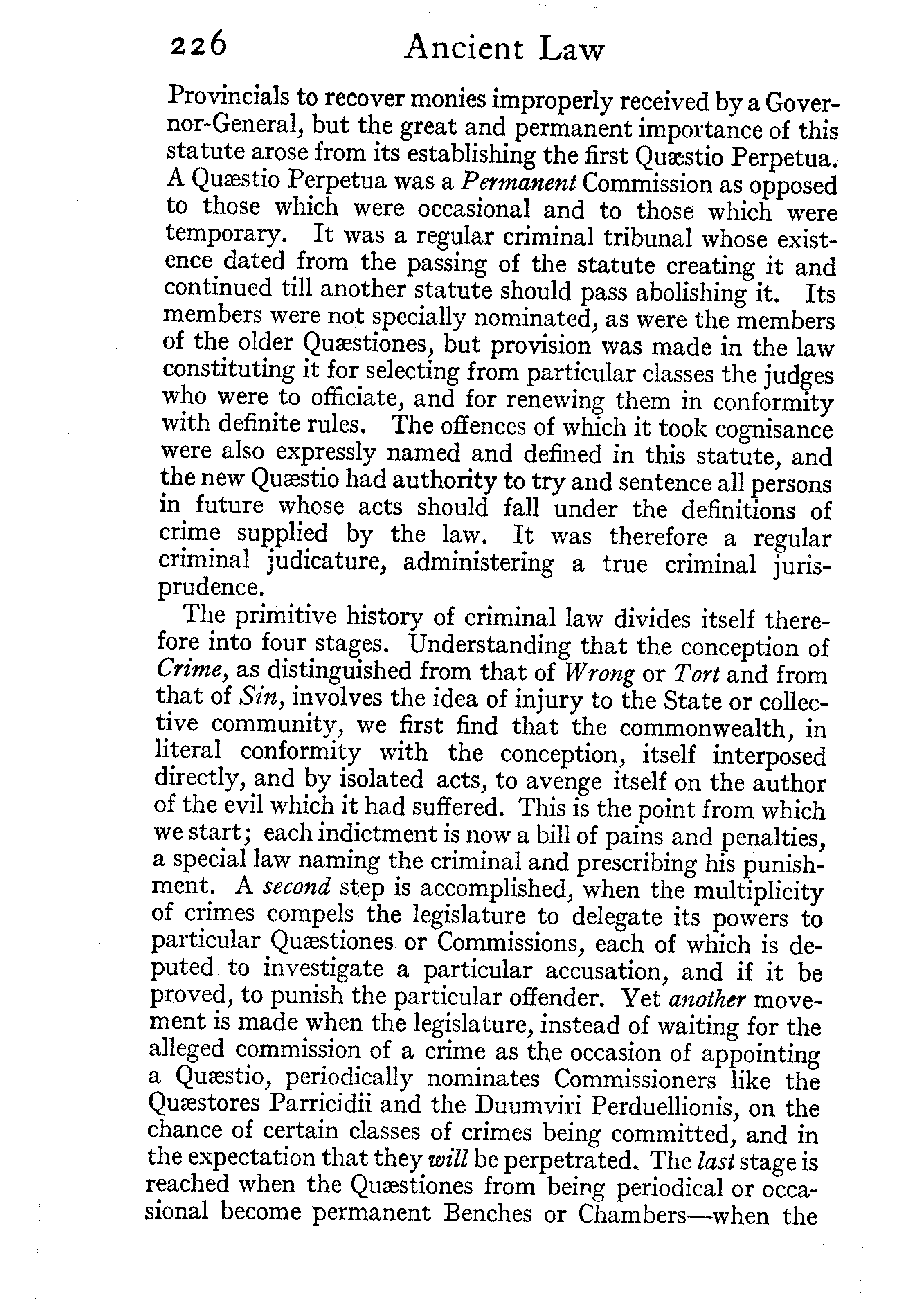 226 Ancient Law
Provincials to recover monies improperly received by a Gover-
nor-General, but the great and permanent importance of this
statute arose from its establishing the first Quæstio Perpetua.
A Quæstio Perpetua was a Permanent Commission as opposed
to those which were occasional and to those which were
temporary. It was a regular criminal tribunal whose exist-
ence dated from the passing of the statute creating it and
continued till another statute should pass abolishing it. Its
members were not specially nominated, as were the members
of the older Quæstiones, but provision was made in the law
constituting it for selecting from particular classes the judges
who were to officiate, and for renewing them in conformity
with definite rules. The offences of which it took cognisance
were also expressly named and defined in this statute, and
the new Quæstio had authority to try and sentence all persons
in future whose acts should fall under the definitions of
crime supplied by the law. It was therefore a regular
criminal judicature, administering a true criminal juris-
prudence.
The primitive history of criminal law divides itself there-
fore into four stages. Understanding that the conception of
Crime, as distinguished from that of Wrong or Tort and from
that of Sin, involves the idea of injury to the State or collec-
tive community, we first find that the commonwealth, in
literal conformity with the conception, itself interposed
directly, and by isolated acts, to avenge itself on the author
of the evil which it had suffered. This is the point from which
we start; each indictment is now a bill of pains and penalties,
a special law naming the criminal and prescribing his punish-
ment. A second step is accomplished, when the multiplicity
of crimes compels the legislature to delegate its powers to
particular Quæstiones or Commissions, each of which is de-
puted to investigate a particular accusation, and if it be
proved, to punish the particular offender. Yet another move-
ment is made when the legislature, instead of waiting for the
alleged commission of a crime as the occasion of appointing
a Quæstio, periodically nominates Commissioners like the
Quæstores Parricidii and the Duumviri Perduellionis, on the
chance of certain classes of crimes being committed, and in
the expectation that they will be perpetrated. The last stage is
reached when the Quæstiones from being periodical or occa-
sional become permanent Benches or Chambers—when the